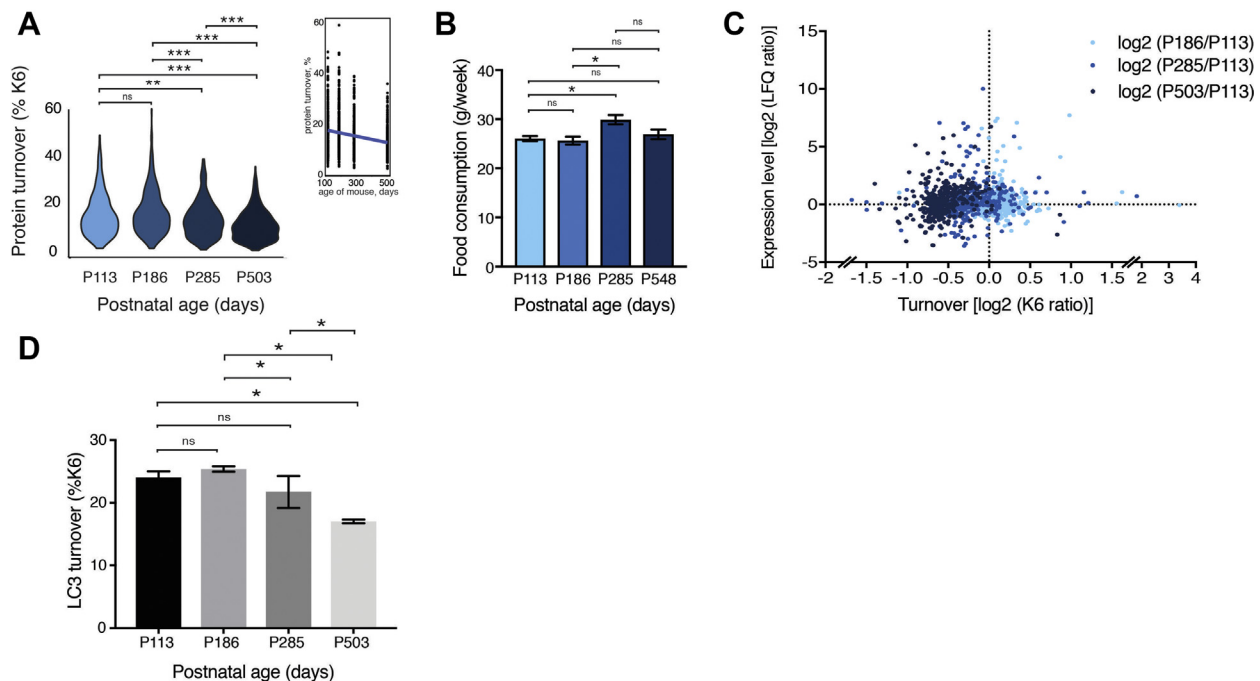 A
***
***
***
***
**
ns
Protein turnover (% K6)
60
40
20
0
P113 P186 P285 P503
Postnatal age (days)
protein turnover, %
60
40
20
0
100 300 500
age of mouse, days
B
ns
ns
*
ns
*
ns
Food consumption (g/week)
40
30
20
10
0
P113 P186 P285 P548
Postnatal age (days)
C
log2 (P186/P113)
log2 (P285/P113)
log2 (P503/P113)
Expression level [log2 (LFQ ratio)]
15
10
5
0
-5
-2 -1.5 -1.0 -0.5 0.0 0.5 1.0 1.5 2 3 4
Turnover [log2 (K6 ratio)]
D
*
*
*
*
ns
ns
LC3 turnover (%K6)
30
20
10
0
P113 P186 P285 P503
Postnatal age (days)